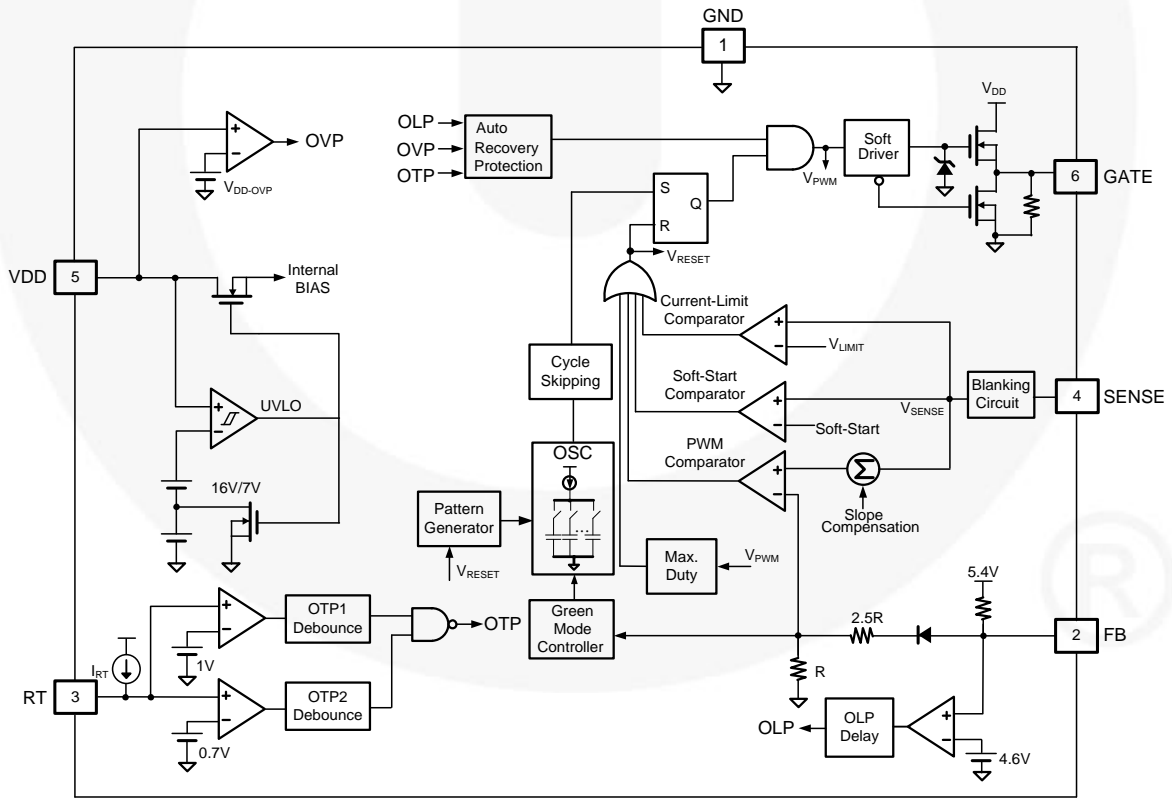 GND
1
VDD
OLP
OVP
OTP
Auto
Recovery
Protection
OVP
VDD-OVP
VPWM
Soft
Driver
6
GATE
S
Q
R
VRESET
VDD
5
Internal
BIAS
Current-Limit
Comparator
VLIMIT
Cycle
Skipping
Soft-Start
Comparator
Soft-Start
VSENSE
Blanking
Circuit
4
SENSE
UVLO
OSC
PWM
Comparator
Σ
Slope
Compensation
16V/7V
Pattern
Generator
VRESET
Max.
Duty
VPWM
5.4V
OTP1
Debounce
OTP
1V
Green
Mode
Controller
2.5R
2
FB
R
IRT
RT
3
OTP2
Debounce
0.7V
OLP
OLP
Delay
4.6V
R